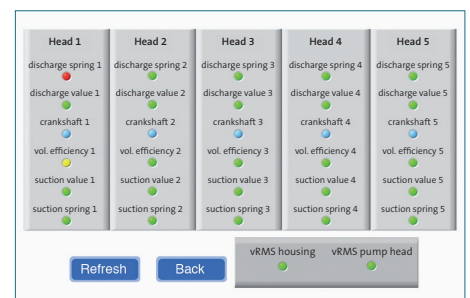 Head 1 Head 2 Head 3 Head 4 Head 5
discharge spring 1 discharge spring 2 discharge spring 3 discharge spring 4 discharge spring 5
discharge value 1 discharge value 2 discharge value 3 discharge value 4 discharge value 5
crankshaft 1 crankshaft 2 crankshaft 3 crankshaft 4 crankshaft 5
vol. efficiency 1 vol. efficiency 2 vol. efficiency 3 vol. efficiency 4 vol. efficiency 5
suction value 1 suction value 2 suction value 3 suction value 4 suction value 5
suction spring 1 suction spring 2 suction spring 3 suction spring 4 suction spring 5
vRMS housing vRMS pump head
Refresh Back